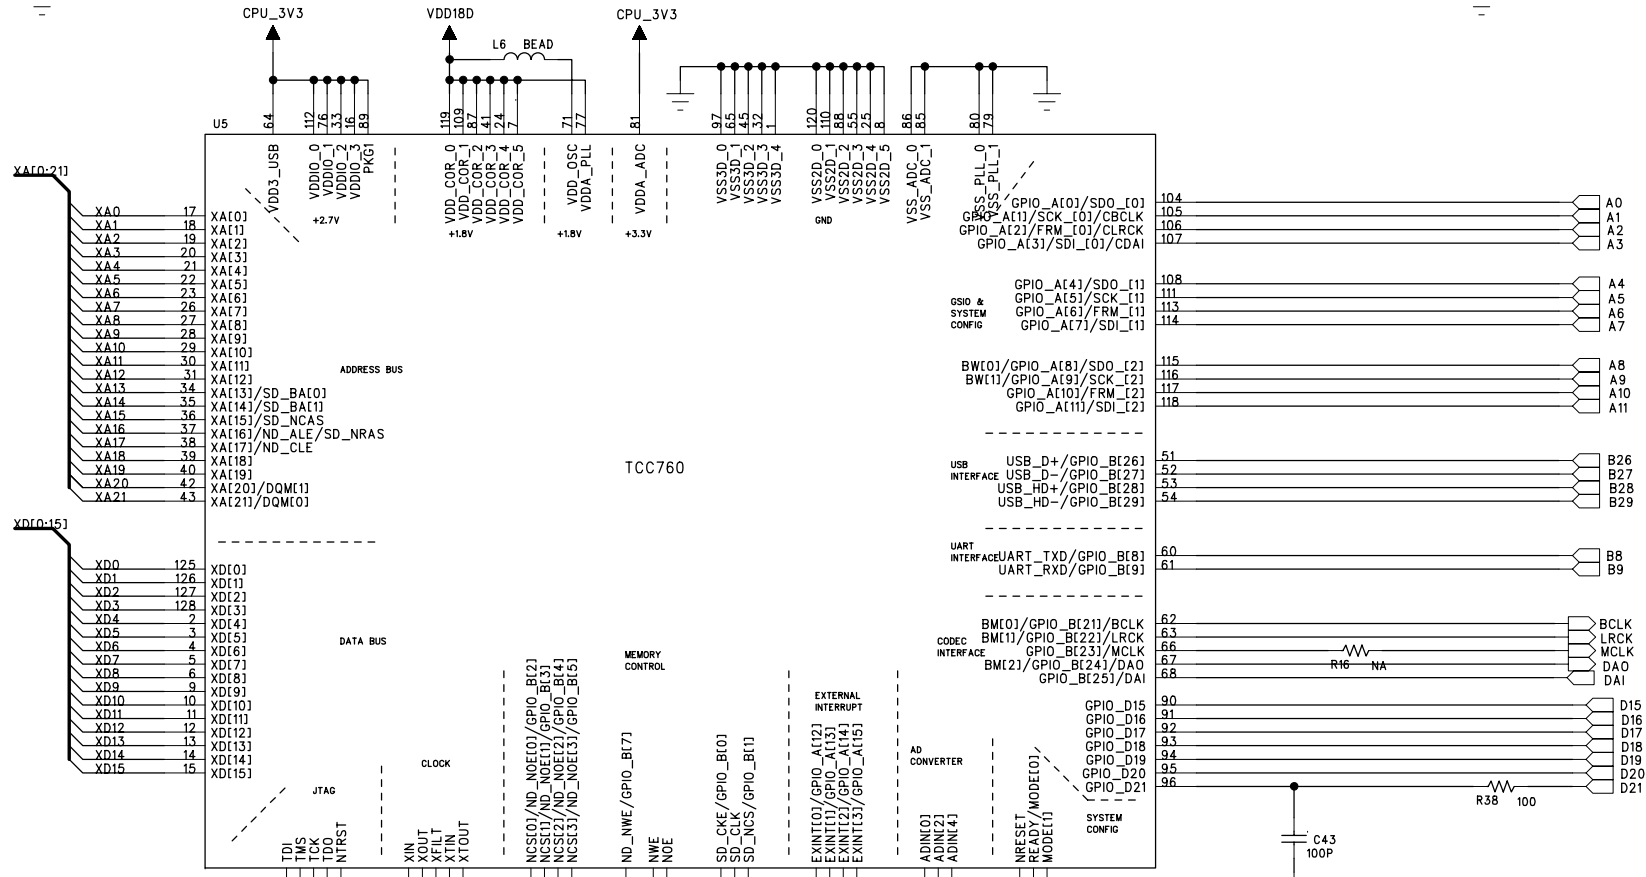 CPU_3V3
VDD18D
CPU_3V3
L6 BEAD
U5
64
112
76
33
16
89
119
109
87
41
24
7
71
77
81
97
65
45
32
1
120
110
88
55
25
8
86
85
80
79
VDD3_USB
VDDIO_0
VDDIO_1
VDDIO_2
VDDIO_3
PKG1
VDD_COR_0
VDD_COR_1
VDD_COR_2
VDD_COR_3
VDD_COR_4
VDD_COR_5
VDD_OSC
VDDA_PLL
VDDA_ADC
VSS3D_0
VSS3D_1
VSS3D_2
VSS3D_3
VSS3D_4
VSS2D_0
VSS2D_1
VSS2D_2
VSS2D_3
VSS2D_4
VSS2D_5
VSS_ADC_0
VSS_ADC_1
VSS_PLL_0
VSS_PLL_1
+2.7V
+1.8V
+1.8V
+3.3V
GND
XA[0:21]
XA0 17 XA[0]
XA1 18 XA[1]
XA2 19 XA[2]
XA3 20 XA[3]
XA4 21 XA[4]
XA5 22 XA[5]
XA6 23 XA[6]
XA7 26 XA[7]
XA8 27 XA[8]
XA9 28 XA[9]
XA10 29 XA[10]
XA11 30 XA[11]
XA12 31 XA[12]
XA13 34 XA[13]/SD_BA[0]
XA14 35 XA[14]/SD_BA[1]
XA15 36 XA[15]/SD_NCAS
XA16 37 XA[16]/ND_ALE/SD_NRAS
XA17 38 XA[17]/ND_CLE
XA18 39 XA[18]
XA19 40 XA[19]
XA20 42 XA[20]/DQM[1]
XA21 43 XA[21]/DQM[0]
ADDRESS BUS
XD[0:15]
XD0 125 XD[0]
XD1 126 XD[1]
XD2 127 XD[2]
XD3 128 XD[3]
XD4 2 XD[4]
XD5 3 XD[5]
XD6 4 XD[6]
XD7 5 XD[7]
XD8 6 XD[8]
XD9 9 XD[9]
XD10 10 XD[10]
XD11 11 XD[11]
XD12 12 XD[12]
XD13 13 XD[13]
XD14 14 XD[14]
XD15 15 XD[15]
DATA BUS
TCC760
GPIO_A[0]/SDO_[0] 104 A0
GPIO_A[1]/SCK_[0]/CBCLK 105 A1
GPIO_A[2]/FRM_[0]/CLRCK 106 A2
GPIO_A[3]/SDI_[0]/CDAI 107 A3
GPIO_A[4]/SDO_[1] 108 A4
GPIO_A[5]/SCK_[1] 111 A5
GPIO_A[6]/FRM_[1] 113 A6
GPIO_A[7]/SDI_[1] 114 A7
GSIO &
SYSTEM
CONFIG
BW[0]/GPIO_A[8]/SDO_[2] 115 A8
BW[1]/GPIO_A[9]/SCK_[2] 116 A9
GPIO_A[10]/FRM_[2] 117 A10
GPIO_A[11]/SDI_[2] 118 A11
USB
INTERFACE
USB_D+/GPIO_B[26] 51 B26
USB_D-/GPIO_B[27] 52 B27
USB_HD+/GPIO_B[28] 53 B28
USB_HD-/GPIO_B[29] 54 B29
UART
INTERFACE
UART_TXD/GPIO_B[8] 60 B8
UART_RXD/GPIO_B[9] 61 B9
CODEC
INTERFACE
BM[0]/GPIO_B[21]/BCLK 62 BCLK
BM[1]/GPIO_B[22]/LRCK 63 LRCK
GPIO_B[23]/MCLK 66 MCLK
R16 NA
BM[2]/GPIO_B[24]/DAO 67 DAO
GPIO_B[25]/DAI 68 DAI
GPIO_D15 90 D15
GPIO_D16 91 D16
GPIO_D17 92 D17
GPIO_D18 93 D18
GPIO_D19 94 D19
GPIO_D20 95 D20
GPIO_D21 96 D21
R38 100
SYSTEM
CONFIG
C43
100P
MEMORY
CONTROL
EXTERNAL
INTERRUPT
AD
CONVERTER
CLOCK
JTAG
TDI
TMS
TCK
TDO
NTRST
XIN
XOUT
XFILT
XTIN
XTOUT
NCS[0]/ND_NOE[0]/GPIO_B[2]
NCS[1]/ND_NOE[1]/GPIO_B[3]
NCS[2]/ND_NOE[2]/GPIO_B[4]
NCS[3]/ND_NOE[3]/GPIO_B[5]
ND_NWE/GPIO_B[7]
NWE
NOE
SD_CKE/GPIO_B[0]
SD_CLK
SD_NCS/GPIO_B[1]
EXINT[0]/GPIO_A[12]
EXINT[1]/GPIO_A[13]
EXINT[2]/GPIO_A[14]
EXINT[3]/GPIO_A[15]
ADIN[0]
ADIN[2]
ADIN[4]
NRESET
READY/MODE[0]
MODE[1]